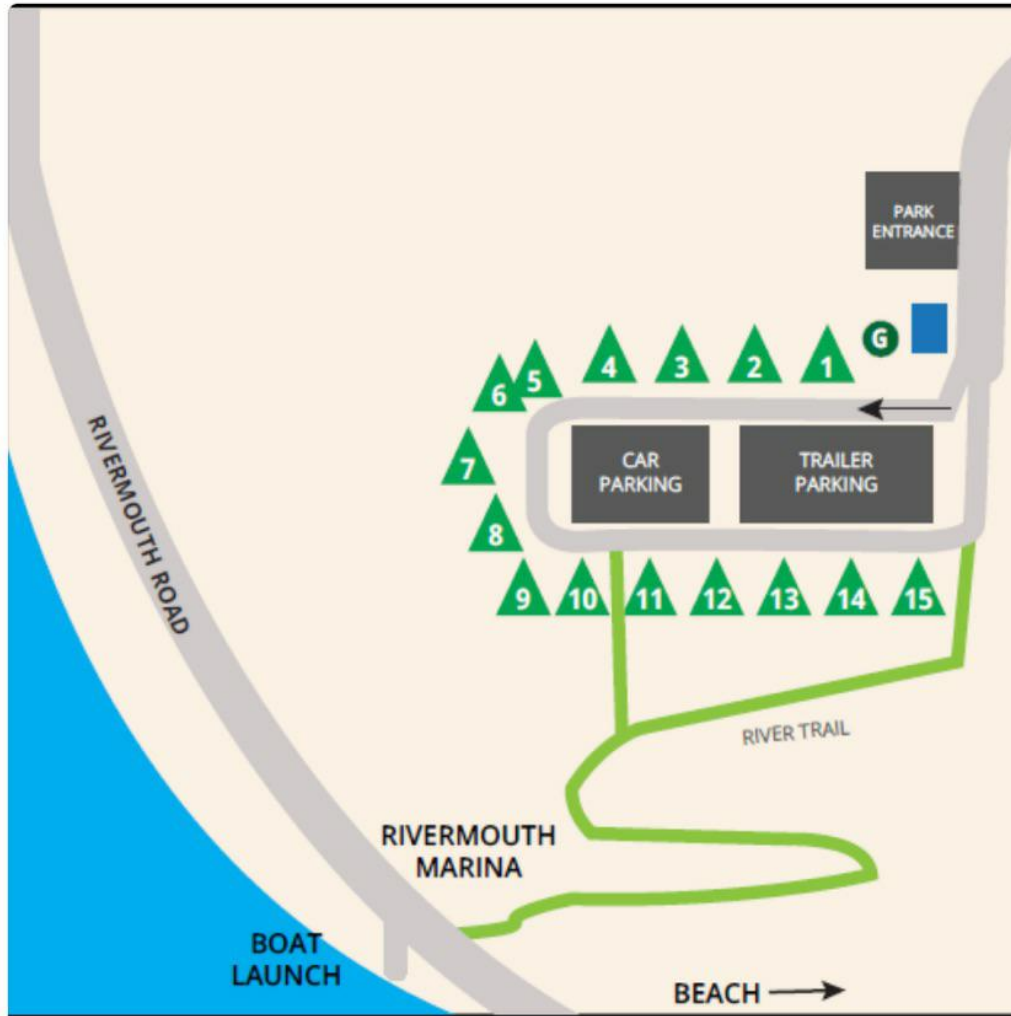 PARK
ENTRANCE
G
4
3
2
1
5
6
7
8
CAR
PARKING
TRAILER
PARKING
RIVERMOUTH ROAD
9
10
11
12
13
14
15
RIVER TRAIL
RIVERMOUTH
MARINA
BOAT
LAUNCH
BEACH